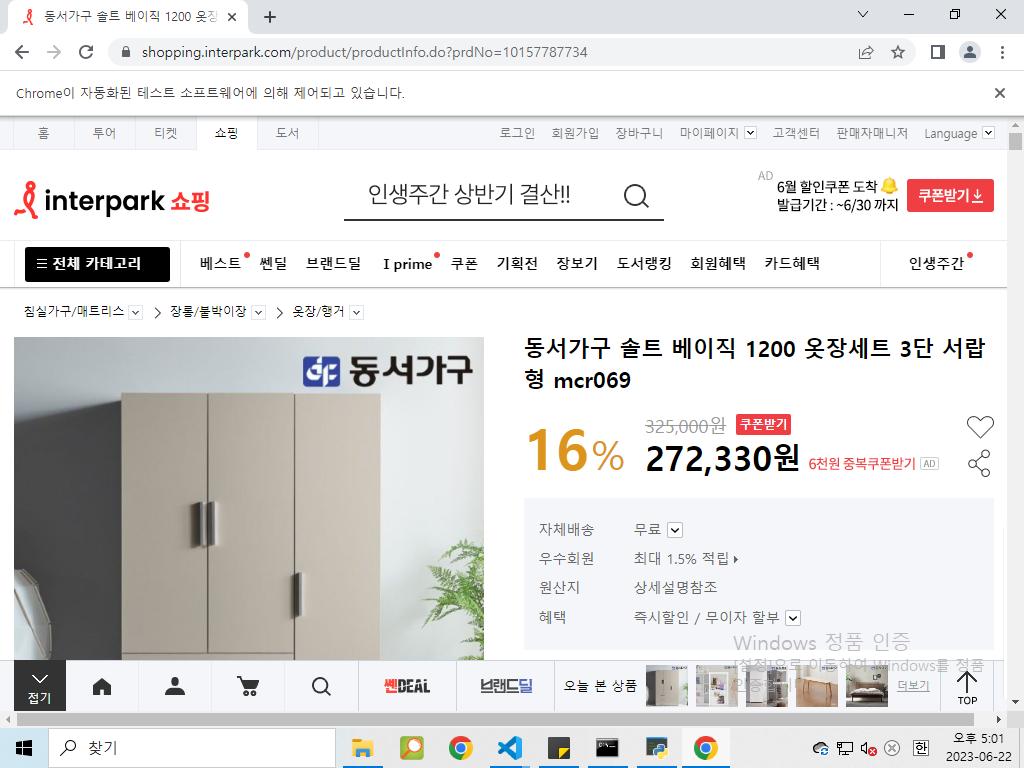 동서가구 솔트 베이직 1200 옷장
shopping.interpark.com/product/productInfo.do?prdNo=10157787734
Chrome이 자동화된 테스트 소프트웨어에 의해 제어되고 있습니다.
홈 투어 티켓 쇼핑 도서 로그인 회원가입 장바구니 마이페이지 고객센터 판매자매니저 Language
interpark 쇼핑
인생주간 상반기 결산!!
AD
6월 할인쿠폰 도착
발급기간 : ~6/30 까지
쿠폰받기
전체 카테고리 베스트 쎈딜 브랜드딜 I prime 쿠폰 기획전 장보기 도서랭킹 회원혜택 카드혜택 인생주간
침실가구/매트리스 장롱/붙박이장 옷장/행거
동서가구
동서가구 솔트 베이직 1200 옷장세트 3단 서랍
형 mcr069
16%
325,000원 쿠폰받기
272,330원 6천원 중복쿠폰받기 AD
자체배송 무료
우수회원 최대 1.5% 적립
원산지 상세설명참조
혜택 즉시할인 / 무이자 할부
Windows 정품 인증
[설정]으로 이동하여 Windows를 정품
접기
쎈DEAL
브랜드딜
오늘 본 상품
더보기
TOP
찾기
한
오후 5:01
2023-06-22